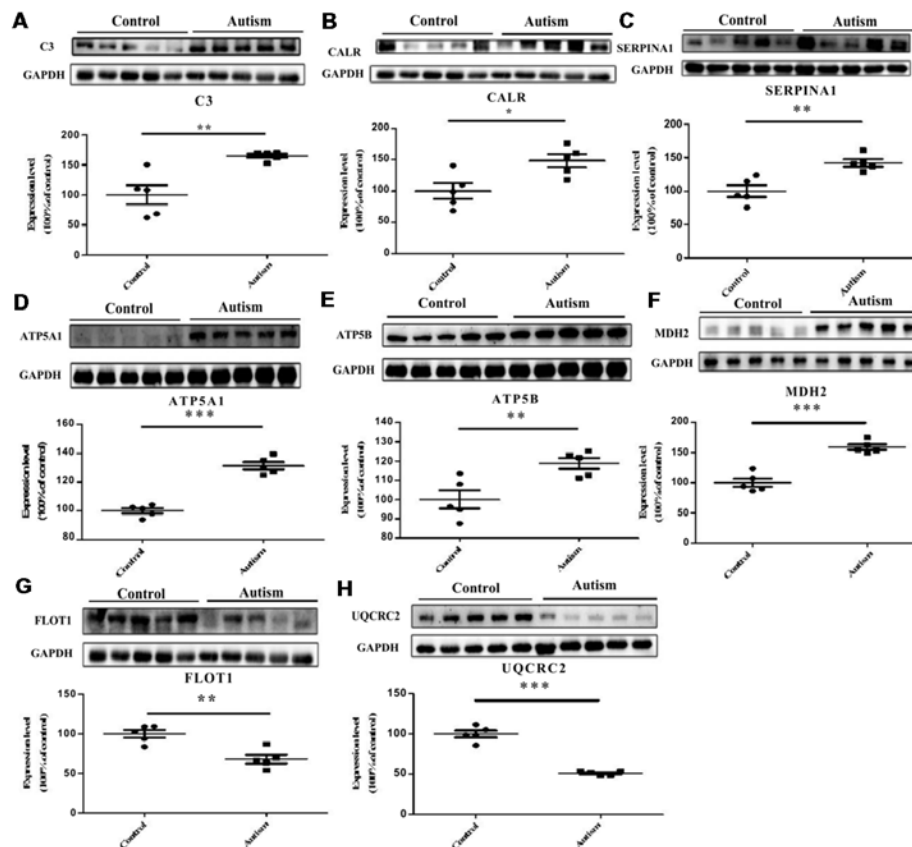 A
Control Autism
C3
GAPDH
C3
**
Expression level
(100% of control)
200
150
100
50
0
Control
Autism
B
Control Autism
CALR
GAPDH
CALR
*
Expression level
(100% of control)
200
150
100
50
0
Control
Autism
C
Control Autism
SERPINA1
GAPDH
SERPINA1
**
Expression level
(100% of control)
200
150
100
50
0
Control
Autism
D
Control Autism
ATP5A1
GAPDH
ATP5A1
***
Expression level
(100% of control)
160
140
120
100
80
Control
Autism
E
Control Autism
ATP5B
GAPDH
ATP5B
**
Expression level
(100% of control)
140
120
100
80
Control
Autism
F
Control Autism
MDH2
GAPDH
MDH2
***
Expression level
(100% of control)
200
150
100
50
0
Control
Autism
G
Control Autism
FLOT1
GAPDH
FLOT1
**
Expression level
(100% of control)
150
100
50
0
Control
Autism
H
Control Autism
UQCRC2
GAPDH
UQCRC2
***
Expression level
(100% of control)
150
100
50
0
Control
Autism